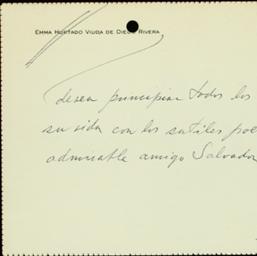 EMMA HURTADO VIUDA DE DIEGO RIVERA
desea principiar todos los
su vida con los sutiles poe
admirable amigo Salvador